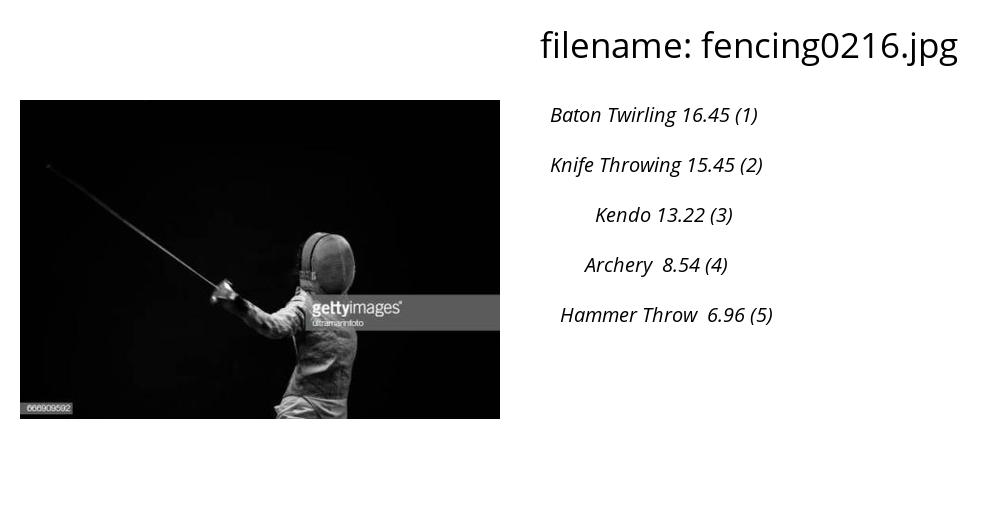 filename: fencing0216.jpg
Baton Twirling 16.45 (1)
Knife Throwing 15.45 (2)
Kendo 13.22 (3)
Archery 8.54 (4)
Hammer Throw 6.96 (5)
gettyimages®
ultramarinfoto
666909592